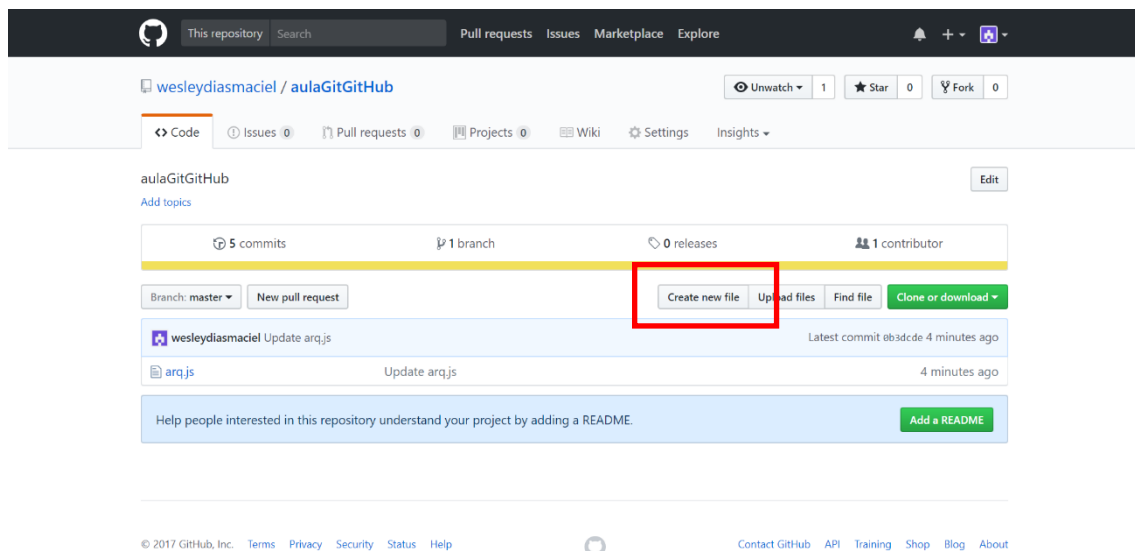 This repository Search Pull requests Issues Marketplace Explore
wesleydiasmaciel / aulaGitGitHub Unwatch 1 Star 0 Fork 0
Code Issues 0 Pull requests 0 Projects 0 Wiki Settings Insights
aulaGitGitHub Edit
Add topics
5 commits 1 branch 0 releases 1 contributor
Branch: master New pull request Create new file Upload files Find file Clone or download
wesleydiasmaciel Update arq.js Latest commit 0b3dcde 4 minutes ago
arq.js Update arq.js 4 minutes ago
Help people interested in this repository understand your project by adding a README. Add a README
© 2017 GitHub, Inc. Terms Privacy Security Status Help Contact GitHub API Training Shop Blog About